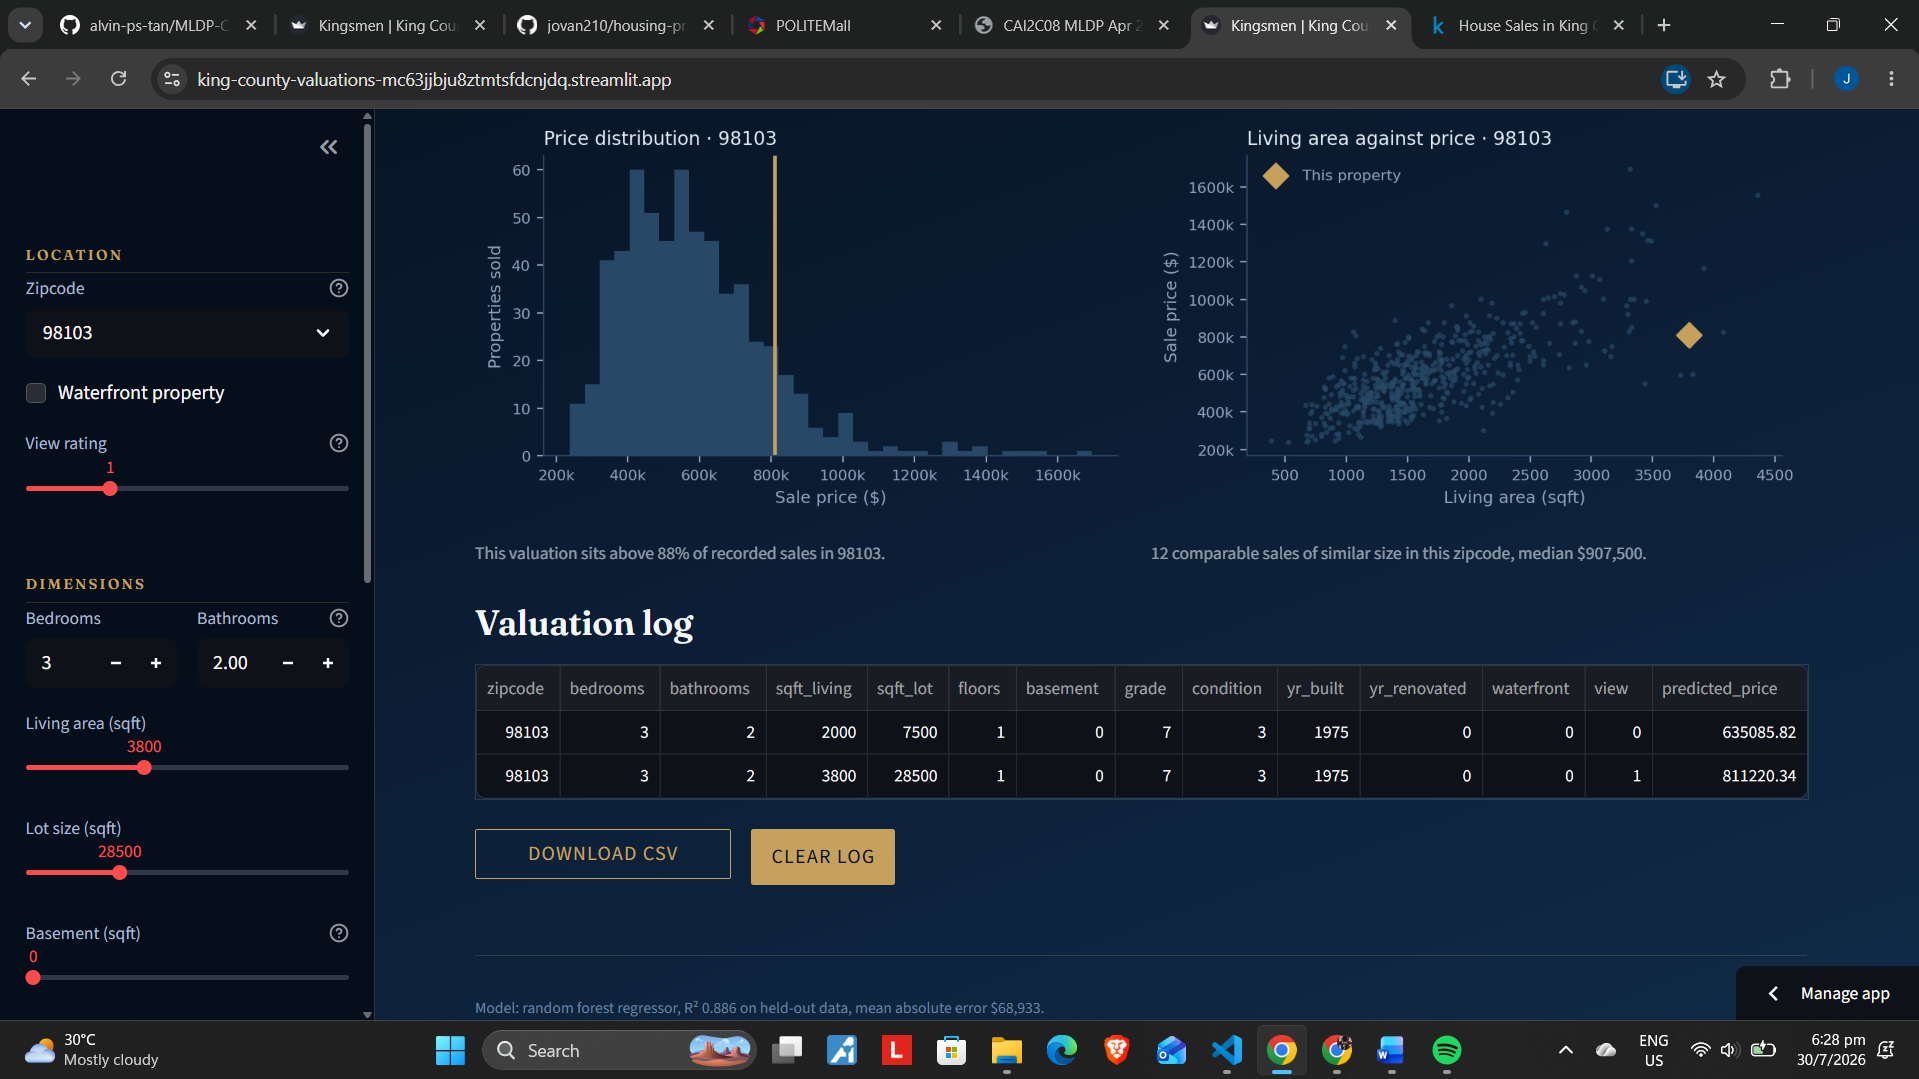 alvin-ps-tan/MLDP-C
Kingsmen | King Cou
jovan210/housing-pr
POLITEMall
CAI2C08 MLDP Apr 2
Kingsmen | King Cou
House Sales in King C
king-county-valuations-mc63jjbju8ztmtsfdcnjdq.streamlit.app
J
LOCATION
Zipcode
98103
Waterfront property
View rating
1
DIMENSIONS
Bedrooms
Bathrooms
3
2.00
Living area (sqft)
3800
Lot size (sqft)
28500
Basement (sqft)
0
Price distribution · 98103
Properties sold
60
50
40
30
20
10
0
200k 400k 600k 800k 1000k 1200k 1400k 1600k
Sale price ($)
This valuation sits above 88% of recorded sales in 98103.
Living area against price · 98103
This property
Sale price ($)
1600k
1400k
1200k
1000k
800k
600k
400k
200k
500 1000 1500 2000 2500 3000 3500 4000 4500
Living area (sqft)
12 comparable sales of similar size in this zipcode, median $907,500.
Valuation log
zipcode bedrooms bathrooms sqft_living sqft_lot floors basement grade condition yr_built yr_renovated waterfront view predicted_price
98103 3 2 2000 7500 1 0 7 3 1975 0 0 0 635085.82
98103 3 2 3800 28500 1 0 7 3 1975 0 0 1 811220.34
DOWNLOAD CSV
CLEAR LOG
Model: random forest regressor, R² 0.886 on held-out data, mean absolute error $68,933.
Manage app
30°C
Mostly cloudy
Search
L
W
ENG
US
6:28 pm
30/7/2026